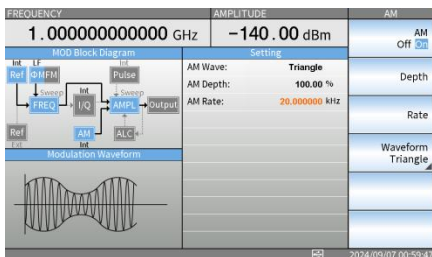 FREQUENCY
AMPLITUDE
AM
1.000000000000 GHz
-140.00 dBm
AM
Off On
MOD Block Diagram
Setting
Int
LF
Int
Ref
ΦMFM
Pulse
Sweep
Int
Sweep
FREQ
I/Q
AMPL
Output
Ref
AM
ALC
Ext
Int
AM Wave: Triangle
AM Depth: 100.00 %
AM Rate: 20.000000 kHz
Modulation Waveform
Depth
Rate
Waveform
Triangle
2024/09/07 00:59:47